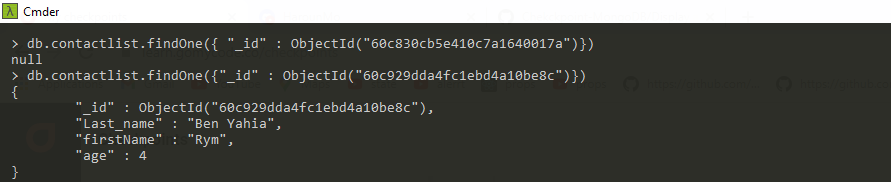 λ Cmder
> db.contactlist.findOne({ "_id" : ObjectId("60c830cb5e410c7a1640017a")})
null
> db.contactlist.findOne({"_id" : ObjectId("60c929dda4fc1ebd4a10be8c")})
{
        "_id" : ObjectId("60c929dda4fc1ebd4a10be8c"),
        "Last_name" : "Ben Yahia",
        "firstName" : "Rym",
        "age" : 4
}